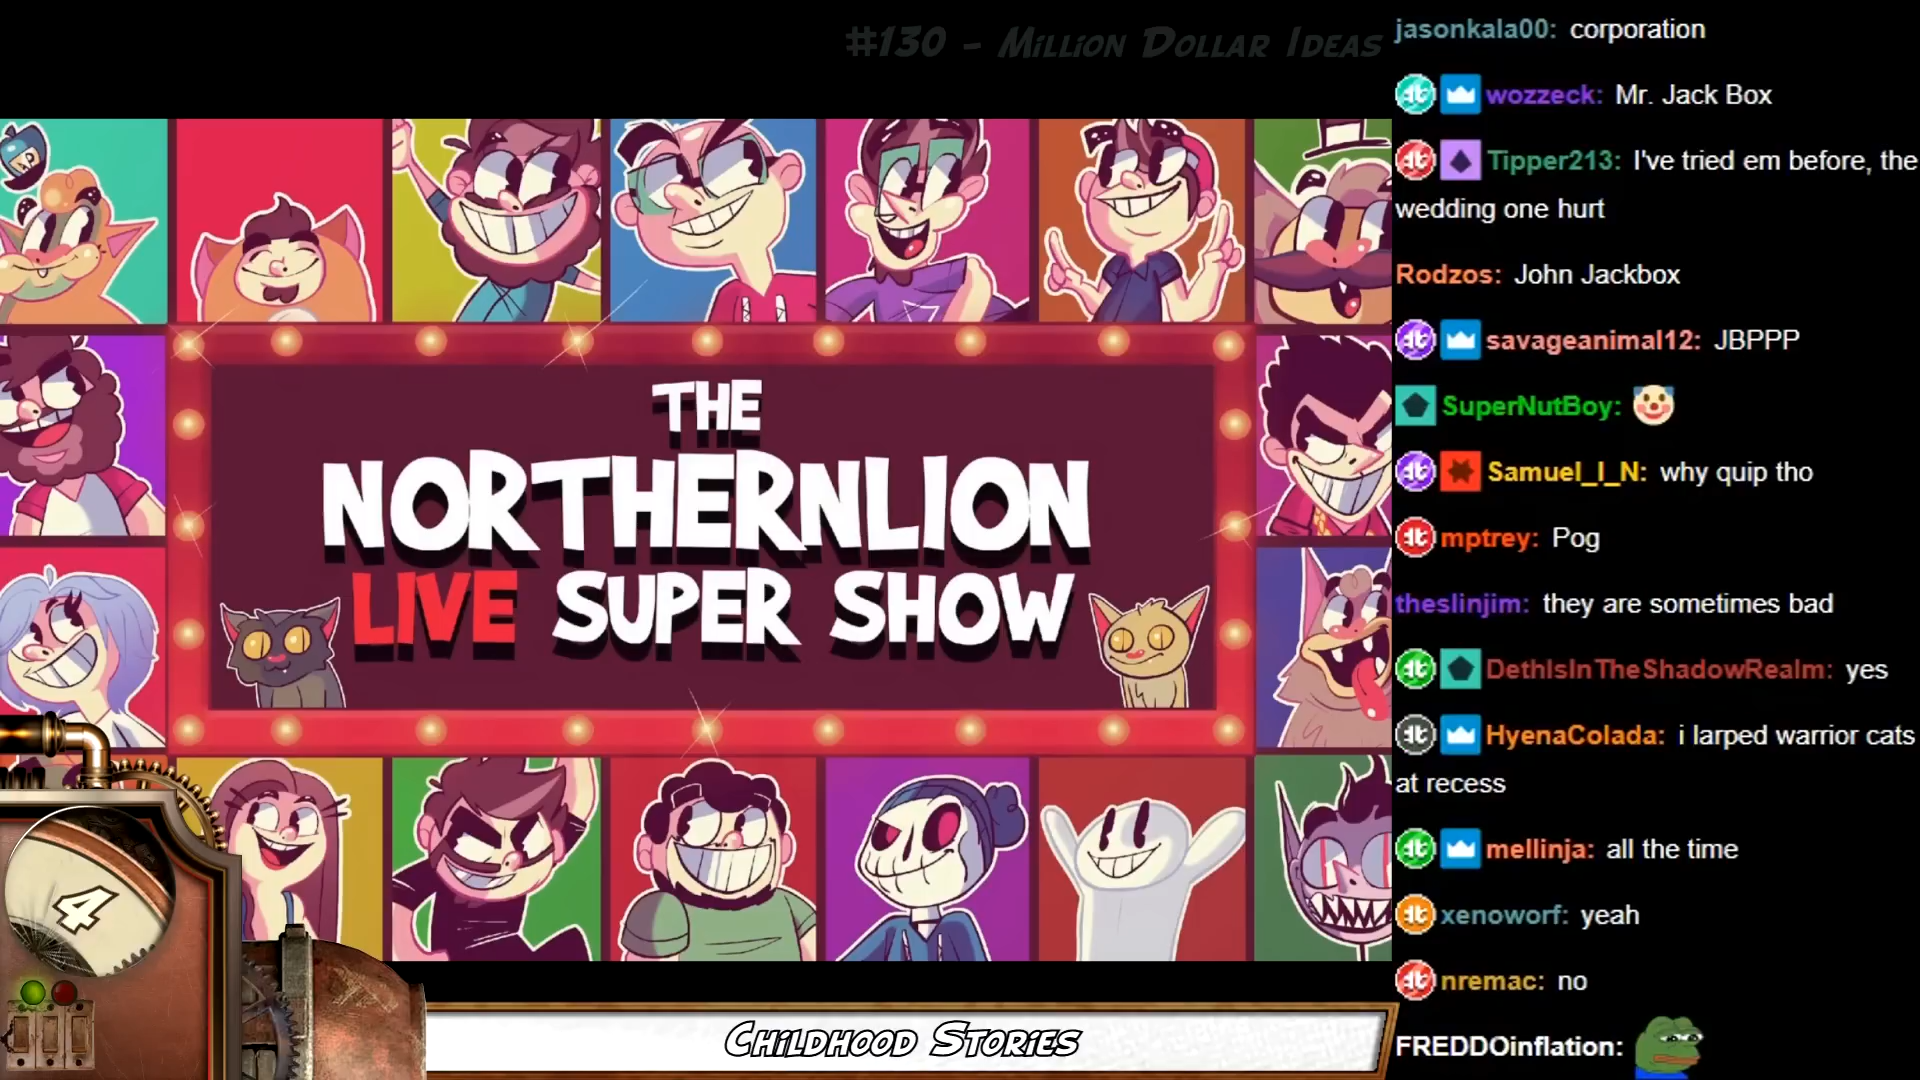 #130 - Million Dollar Ideas
THE
NORTHERNLION
LIVE SUPER SHOW
4
Childhood Stories
jasonkala00: corporation
wozzeck: Mr. Jack Box
Tipper213: I've tried em before, the
wedding one hurt
Rodzos: John Jackbox
savageanimal12: JBPPP
SuperNutBoy:
Samuel_I_N: why quip tho
mptrey: Pog
theslinjim: they are sometimes bad
DethIsInTheShadowRealm: yes
HyenaColada: i larped warrior cats
at recess
mellinja: all the time
xenoworf: yeah
nremac: no
FREDDOinflation: